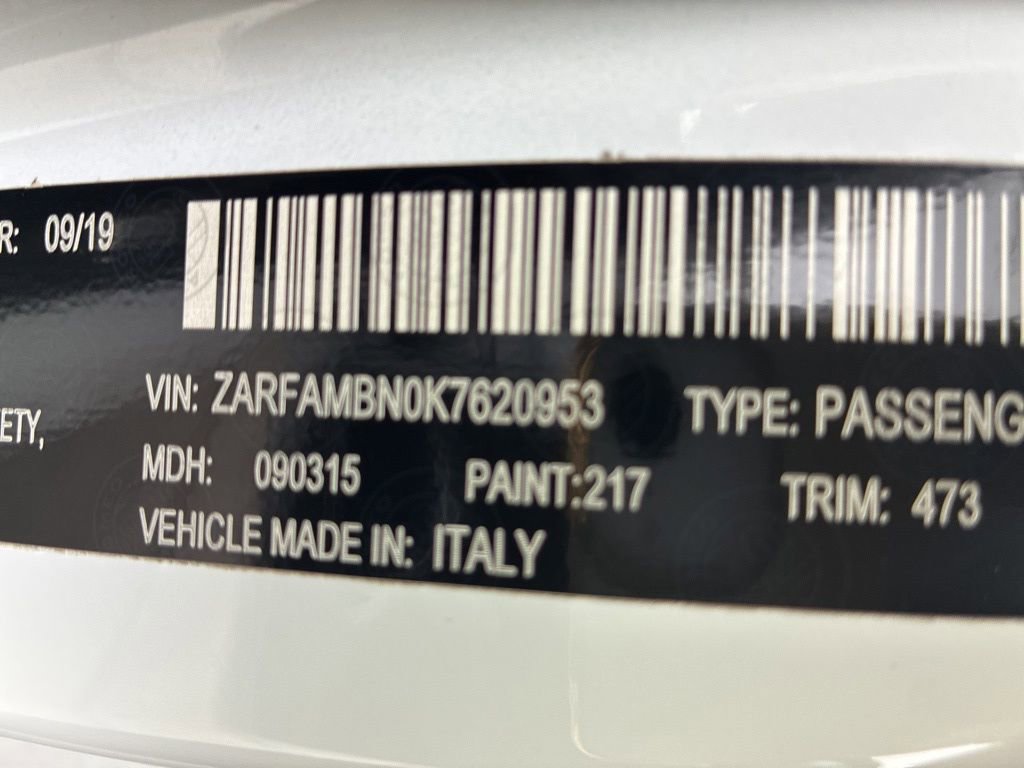 R: 09/19
VIN: ZARFAMBN0K7620953 TYPE: PASSENG
ETY,
MDH: 090315 PAINT:217 TRIM: 473
VEHICLE MADE IN: ITALY